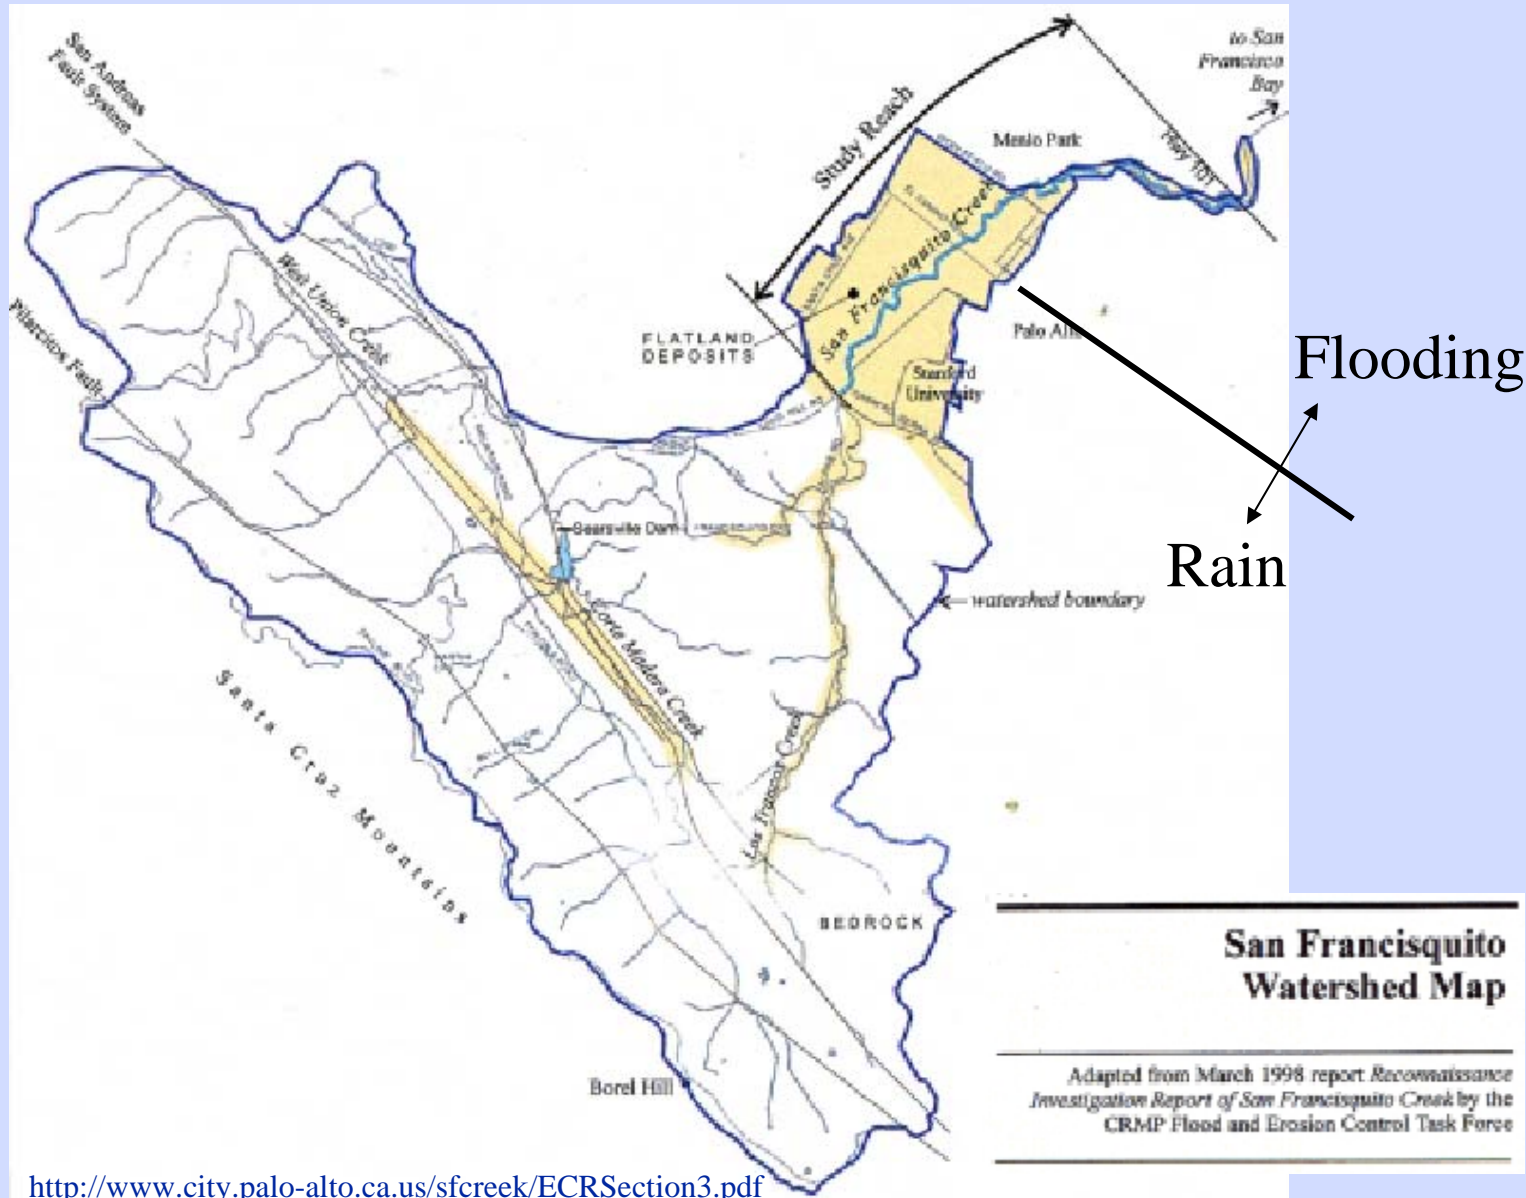 to San
Francisco
Bay
San Andreas
Fault System
Study Reach
Menlo Park
Hwy 101
San Francisquito Creek
West Union Creek
Pilarcitos Fault
FLATLAND
DEPOSITS
Palo Alto
Stanford
University
Flooding
Rain
Searsville Dam
watershed boundary
Corte Madera Creek
Los Trancos Creek
Santa Cruz Mountains
BEDROCK
Borel Hill
San Francisquito
Watershed Map
Adapted from March 1998 report Reconnaissance
Investigation Report of San Francisquito Creek by the
CRMP Flood and Erosion Control Task Force
http://www.city.palo-alto.ca.us/sfcreek/ECRSection3.pdf